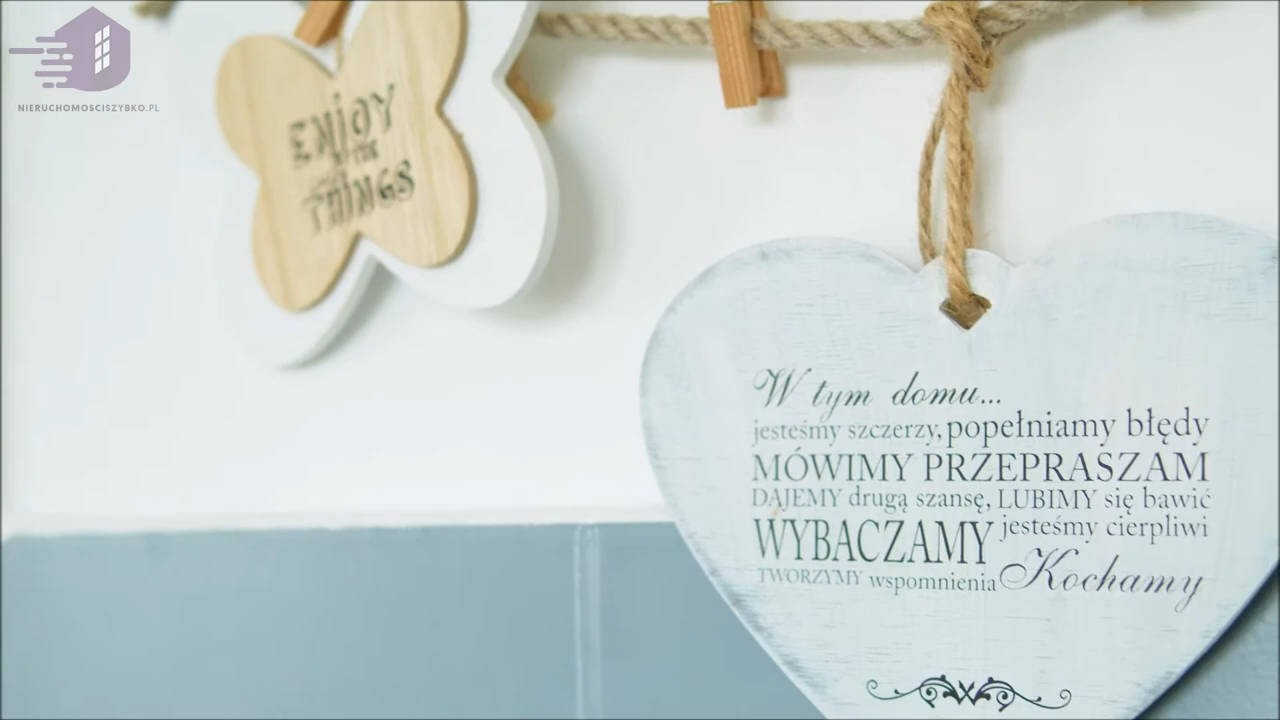 NIERUCHOMOSCISZYBKO.PL
ENJOY
THE
THINGS
W tym domu...
jesteśmy szczerzy, popełniamy błędy
MÓWIMY PRZEPRASZAM
DAJEMY drugą szansę, LUBIMY się bawić
WYBACZAMY jesteśmy cierpliwi
TWORZYMY wspomnienia Kochamy